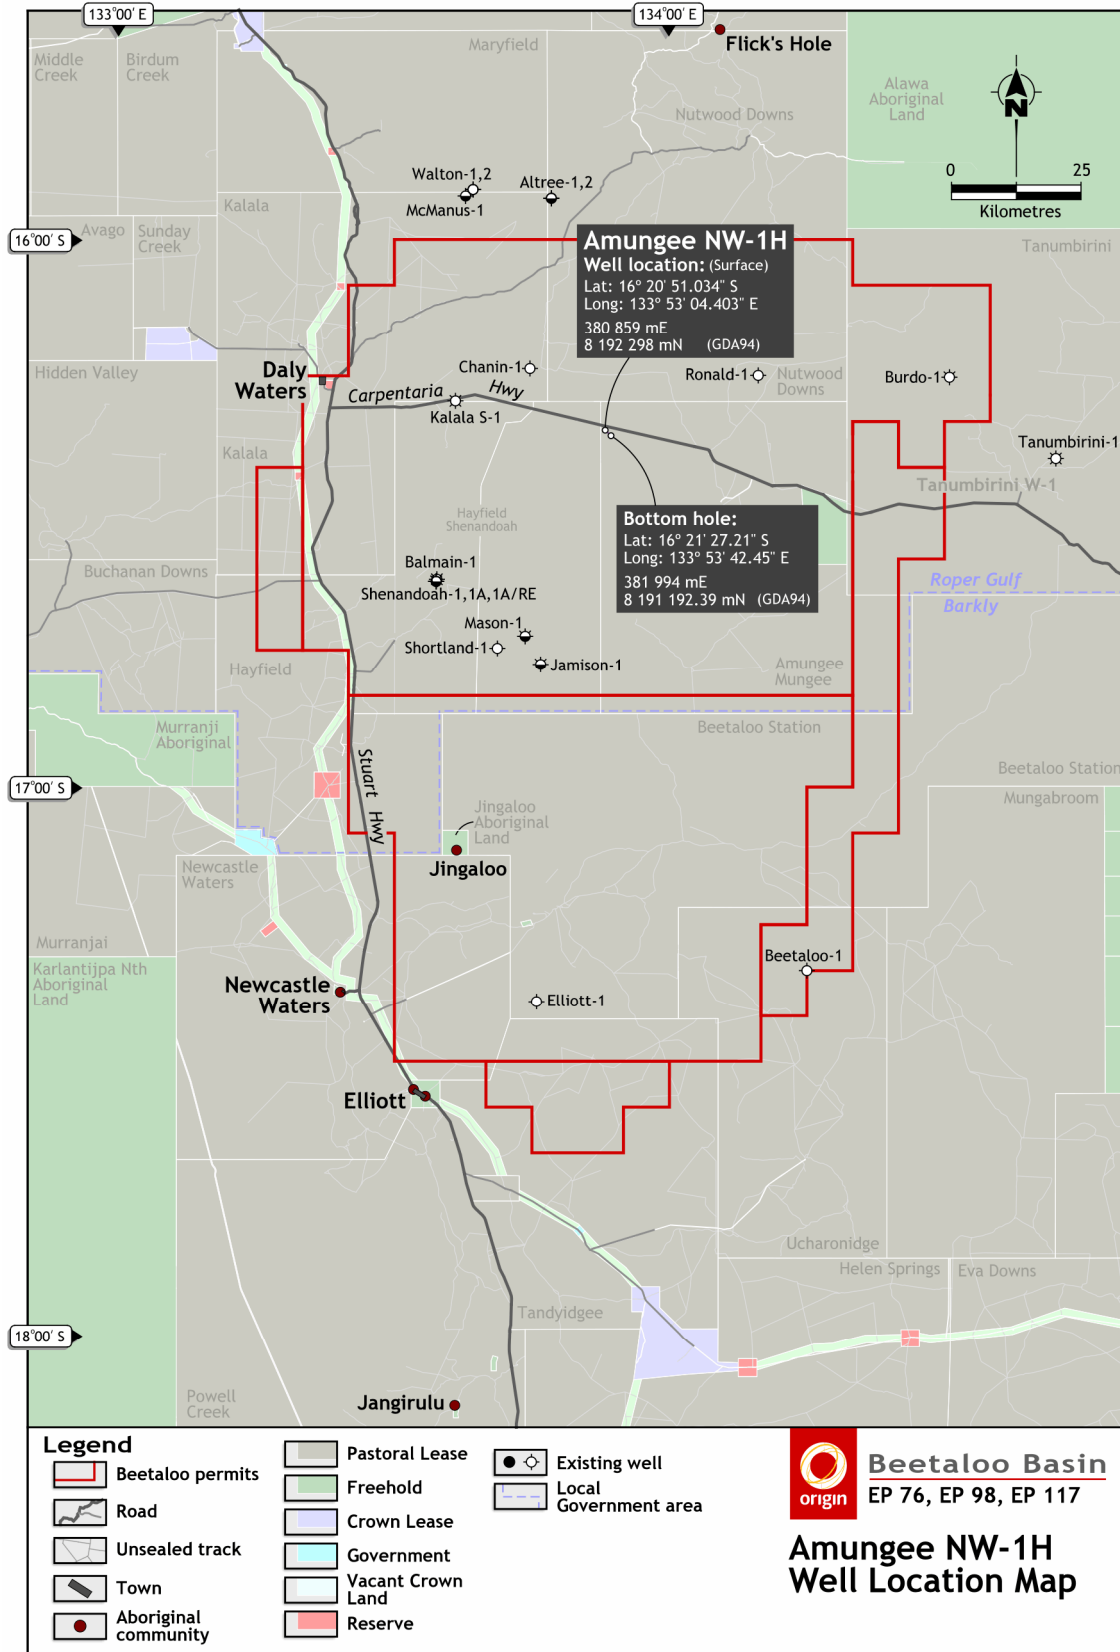 133°00' E
134°00' E
Flick's Hole
Middle
Creek
Birdum
Creek
Maryfield
Alawa
Aboriginal
Land
N
Nutwood Downs
0
25
Kilometres
Walton-1,2
Altree-1,2
McManus-1
Kalala
Avago
Sunday
Creek
16°00' S
Tanumbirini
Amungee NW-1H
Well location: (Surface)
Lat: 16° 20' 51.034" S
Long: 133° 53' 04.403" E
380 859 mE
8 192 298 mN (GDA94)
Hidden Valley
Daly
Waters
Chanin-1
Carpentaria
Hwy
Kalala S-1
Ronald-1
Nutwood
Downs
Burdo-1
Tanumbirini-1
Kalala
Tanumbirini W-1
Hayfield
Shenandoah
Bottom hole:
Lat: 16° 21' 27.21" S
Long: 133° 53' 42.45" E
381 994 mE
8 191 192.39 mN (GDA94)
Buchanan Downs
Balmain-1
Shenandoah-1,1A,1A/RE
Roper Gulf
Barkly
Mason-1
Shortland-1
Jamison-1
Hayfield
Amungee
Mungee
Murranji
Aboriginal
Beetaloo Station
Stuart Hwy
17°00' S
Beetaloo Station
Mungabroom
Jingaloo
Aboriginal
Land
Jingaloo
Newcastle
Waters
Murranjai
Karlantijpa Nth
Aboriginal
Land
Beetaloo-1
Newcastle
Waters
Elliott-1
Elliott
Ucharonidge
Helen Springs
Eva Downs
Tandyidgee
18°00' S
Powell
Creek
Jangirulu
Legend
Beetaloo permits
Road
Unsealed track
Town
Aboriginal
community
Pastoral Lease
Freehold
Crown Lease
Government
Vacant Crown
Land
Reserve
Existing well
Local
Government area
origin
Beetaloo Basin
EP 76, EP 98, EP 117
Amungee NW-1H
Well Location Map